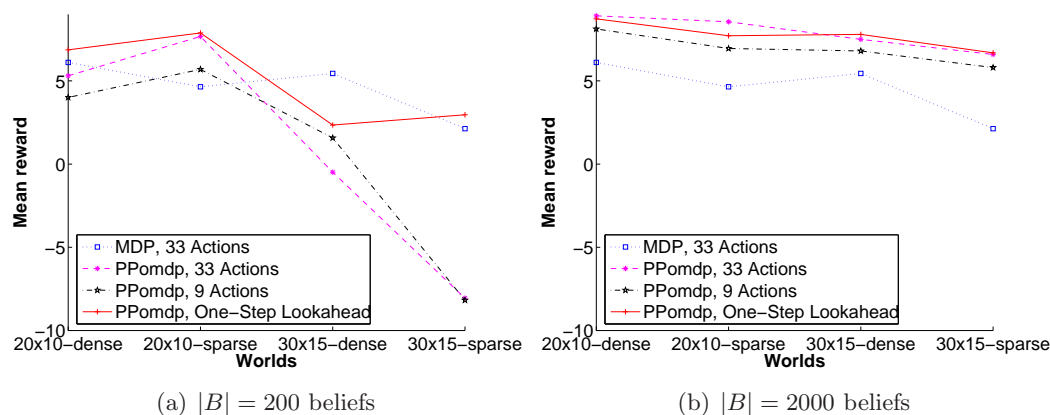 5
0
−5
−10
Mean reward
MDP, 33 Actions
PPomdp, 33 Actions
PPomdp, 9 Actions
PPomdp, One−Step Lookahead
20x10−dense 20x10−sparse 30x15−dense 30x15−sparse
Worlds
(a) |B| = 200 beliefs
5
0
−5
−10
Mean reward
MDP, 33 Actions
PPomdp, 33 Actions
PPomdp, 9 Actions
PPomdp, One−Step Lookahead
20x10−dense 20x10−sparse 30x15−dense 30x15−sparse
Worlds
(b) |B| = 2000 beliefs